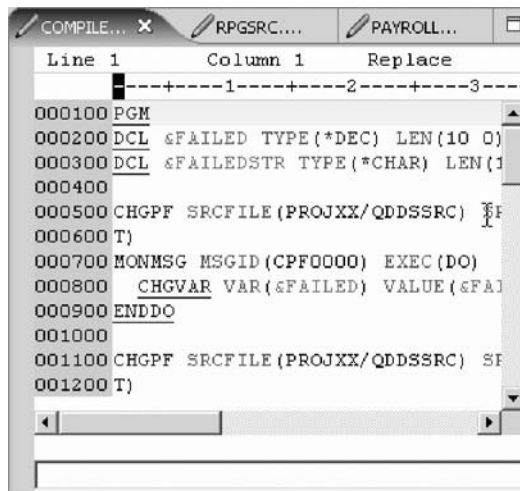 COMPILE... RPGSRC.... PAYROLL...
Line 1 Column 1 Replace
----+----1----+----2----+----3---
000100 PGM
000200 DCL &FAILED TYPE(*DEC) LEN(10 0)
000300 DCL &FAILEDSTR TYPE(*CHAR) LEN(1
000400
000500 CHGPF SRCFILE(PROJXX/QDDSSRC)
000600 T)
000700 MONMSG MSGID(CPF0000) EXEC(DO)
000800 CHGVAR VAR(&FAILED) VALUE(&FAI
000900 ENDDO
001000
001100 CHGPF SRCFILE(PROJXX/QDDSSRC) SR
001200 T)